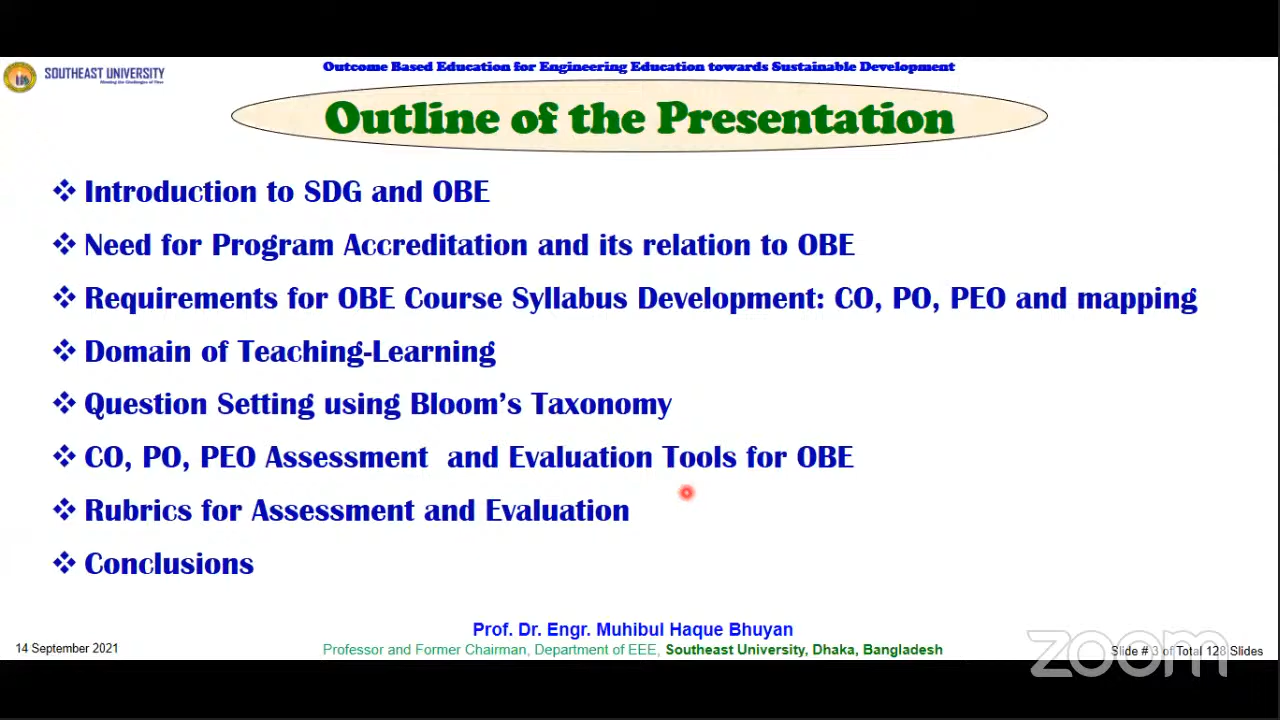 SOUTHEAST UNIVERSITY
Outcome Based Education for Engineering Education towards Sustainable Development
Outline of the Presentation
❖ Introduction to SDG and OBE
❖ Need for Program Accreditation and its relation to OBE
❖ Requirements for OBE Course Syllabus Development: CO, PO, PEO and mapping
❖ Domain of Teaching-Learning
❖ Question Setting using Bloom's Taxonomy
❖ CO, PO, PEO Assessment and Evaluation Tools for OBE
❖ Rubrics for Assessment and Evaluation
❖ Conclusions
Prof. Dr. Engr. Muhibul Haque Bhuyan
14 September 2021
Professor and Former Chairman, Department of EEE, Southeast University, Dhaka, Bangladesh
Slide # 3 of Total 128 Slides
zoom